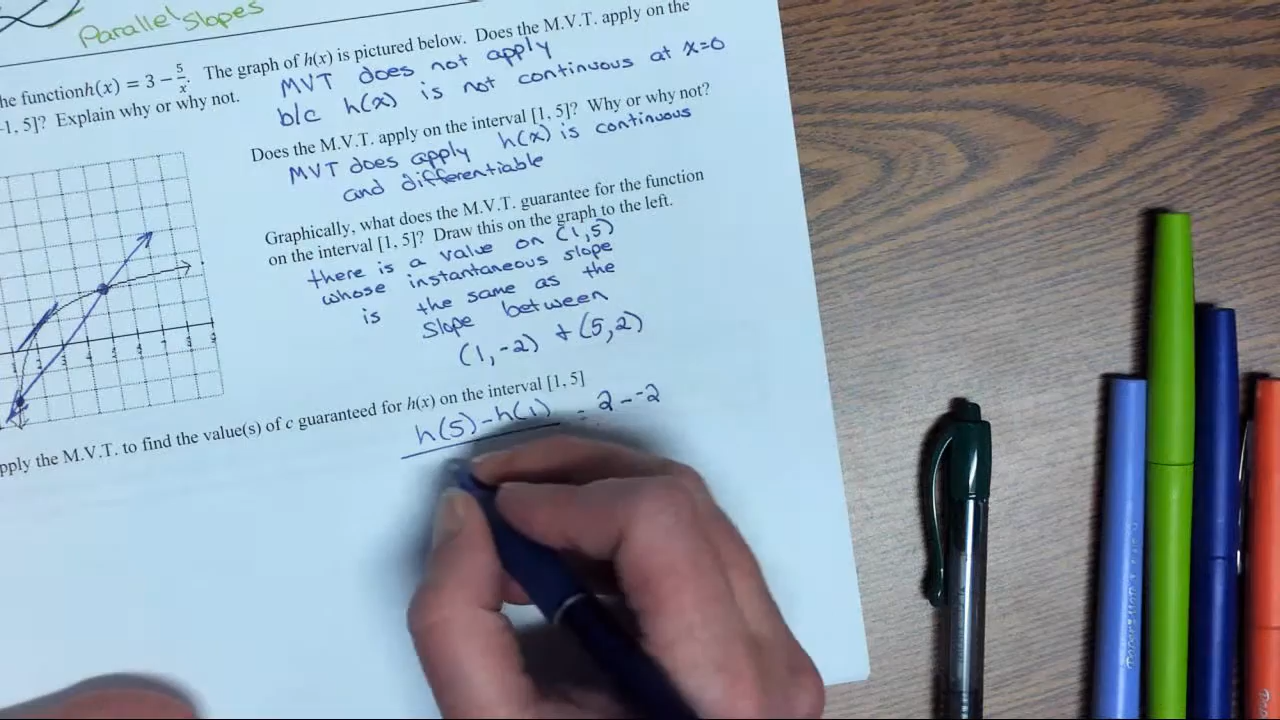 Parallel Slopes
he function h(x) = 3 − 5/x. The graph of h(x) is pictured below. Does the M.V.T. apply on the
-1, 5]? Explain why or why not.
MVT does not apply
b/c h(x) is not continuous at x=0
Does the M.V.T. apply on the interval [1, 5]? Why or why not?
MVT does apply h(x) is continuous
and differentiable
Graphically, what does the M.V.T. guarantee for the function
on the interval [1, 5]? Draw this on the graph to the left.
there is a value on (1,5)
whose instantaneous slope
is the same as the
slope between
(1,-2) + (5,2)
pply the M.V.T. to find the value(s) of c guaranteed for h(x) on the interval [1, 5]
h(5)-h(1) = 2--2